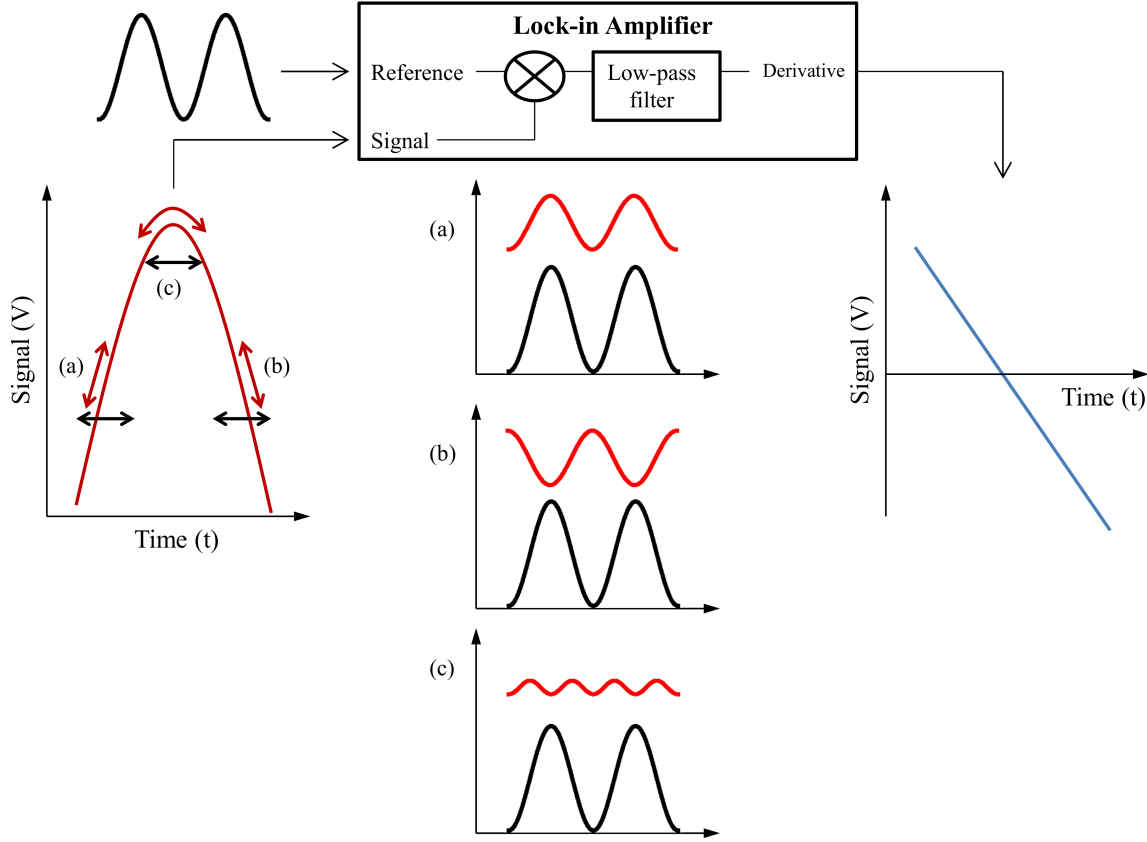 Lock-in Amplifier
Reference
Low-pass
filter
Derivative
Signal
Signal (V)
(a)
(b)
(c)
Time (t)
(a)
(b)
(c)
Signal (V)
Time (t)